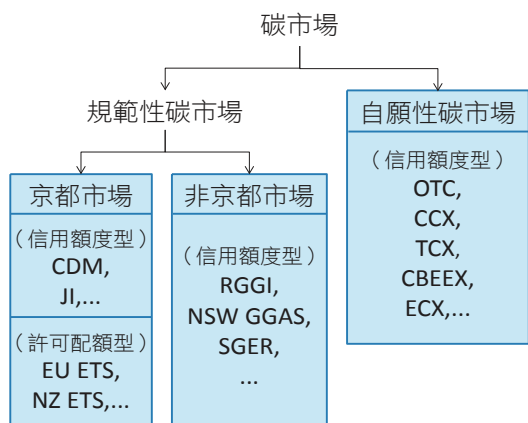 碳市場
規範性碳市場
京都市場
（信用額度型）
CDM,
JI,...
（許可配額型）
EU ETS,
NZ ETS,...
非京都市場
（信用額度型）
RGGI,
NSW GGAS,
SGER,
...
自願性碳市場
（信用額度型）
OTC,
CCX,
TCX,
CBEEX,
ECX,...